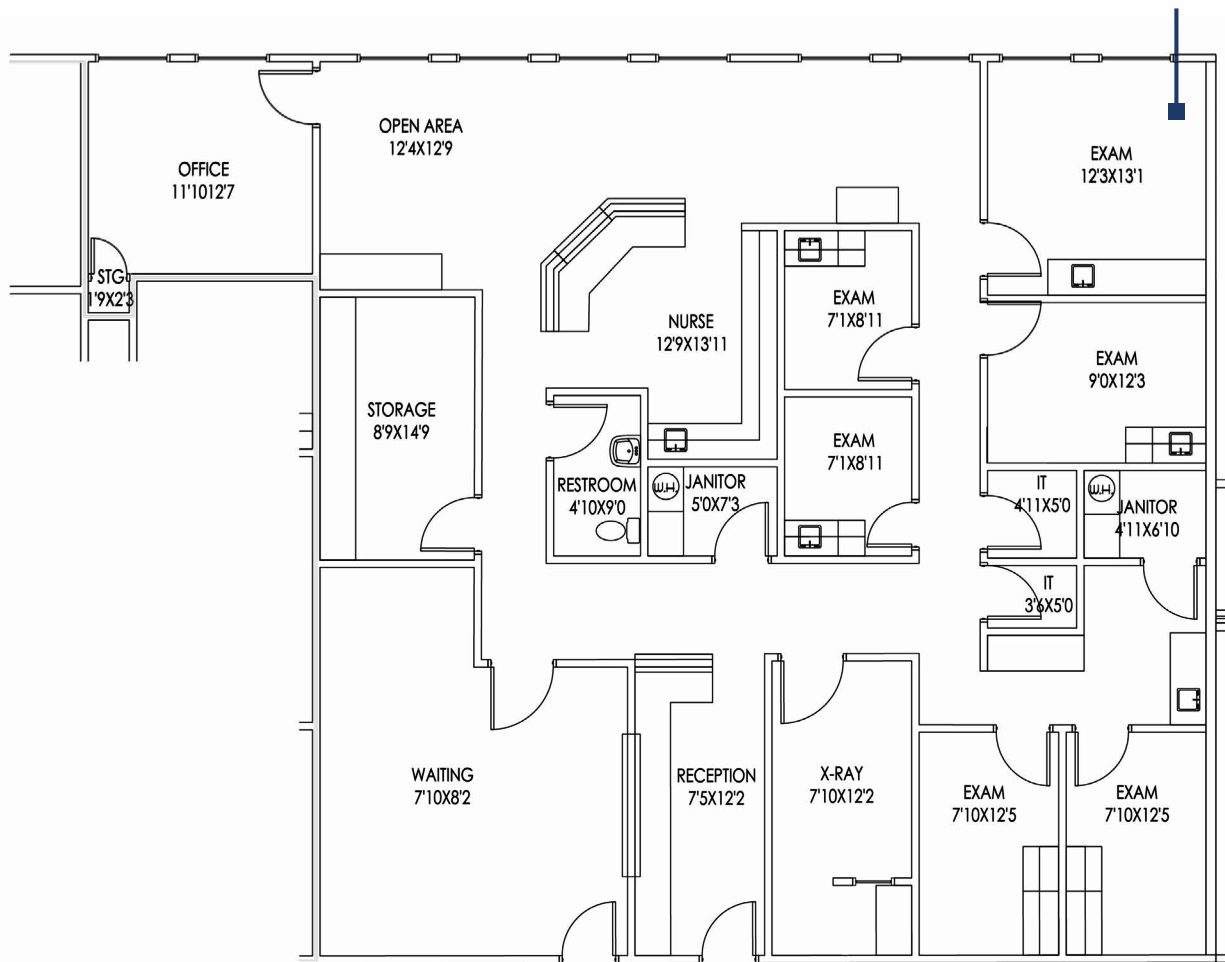 OPEN AREA
12'4X12'9
OFFICE
11'1012'7
EXAM
12'3X13'1
STG
1'9X2'3
EXAM
7'1X8'11
NURSE
12'9X13'11
EXAM
9'0X12'3
STORAGE
8'9X14'9
EXAM
7'1X8'11
RESTROOM
4'10X9'0
W.H.
JANITOR
5'0X7'3
IT
4'11X5'0
W.H.
JANITOR
4'11X6'10
IT
3'6X5'0
WAITING
7'10X8'2
RECEPTION
7'5X12'2
X-RAY
7'10X12'2
EXAM
7'10X12'5
EXAM
7'10X12'5